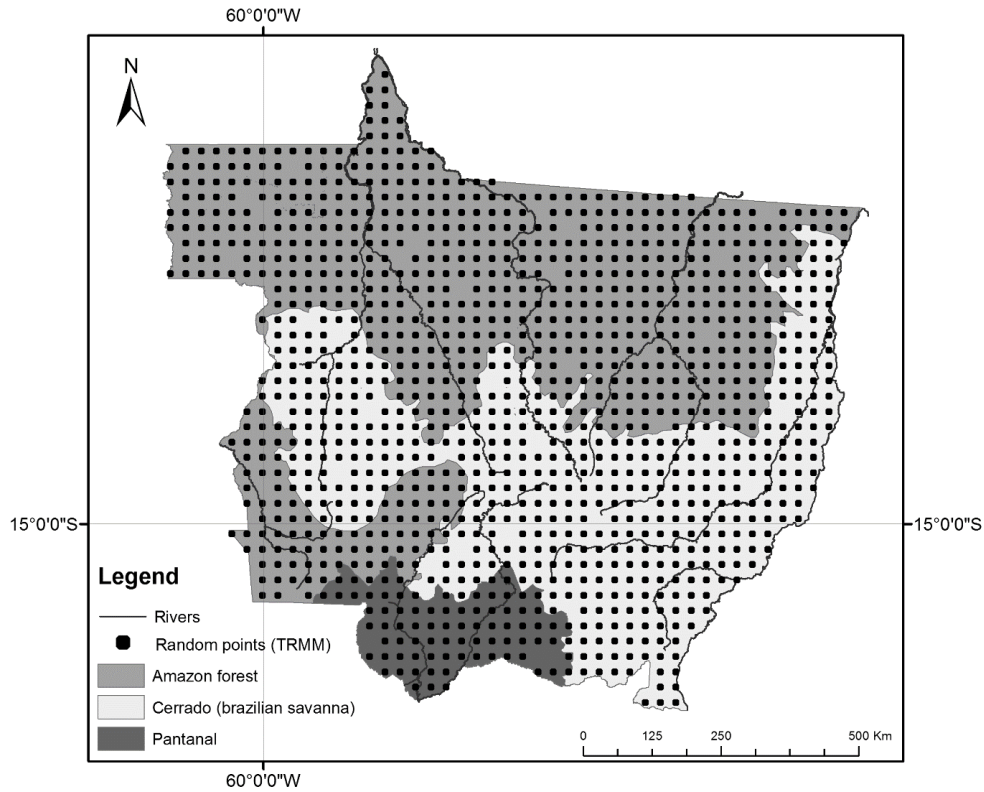 60°0'0"W
N
15°0'0"S
15°0'0"S
Legend
Rivers
Random points (TRMM)
Amazon forest
Cerrado (brazilian savanna)
Pantanal
0 125 250 500 Km
60°0'0"W